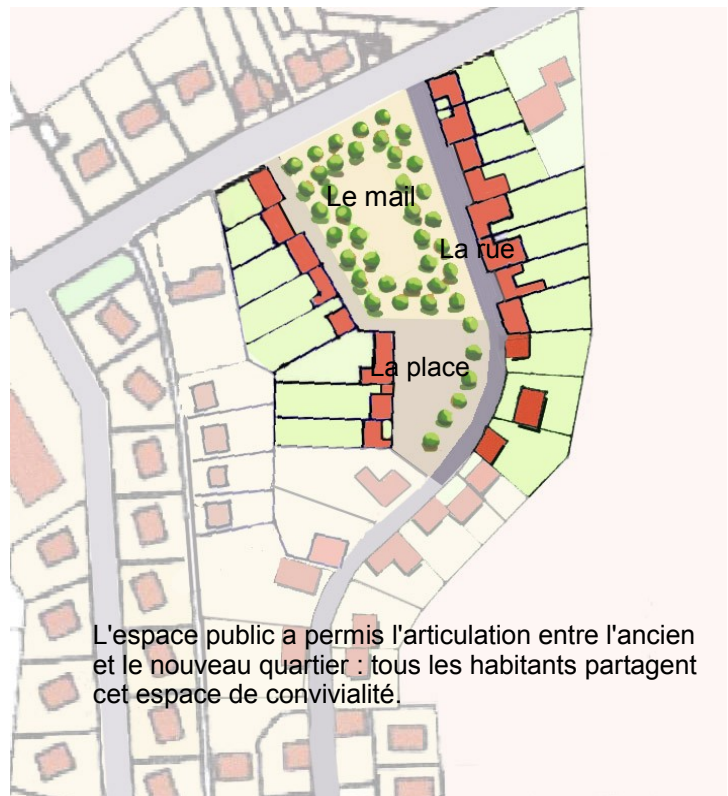 Le mail
La rue
La place
L'espace public a permis l'articulation entre l'ancien
et le nouveau quartier : tous les habitants partagent
cet espace de convivialité.